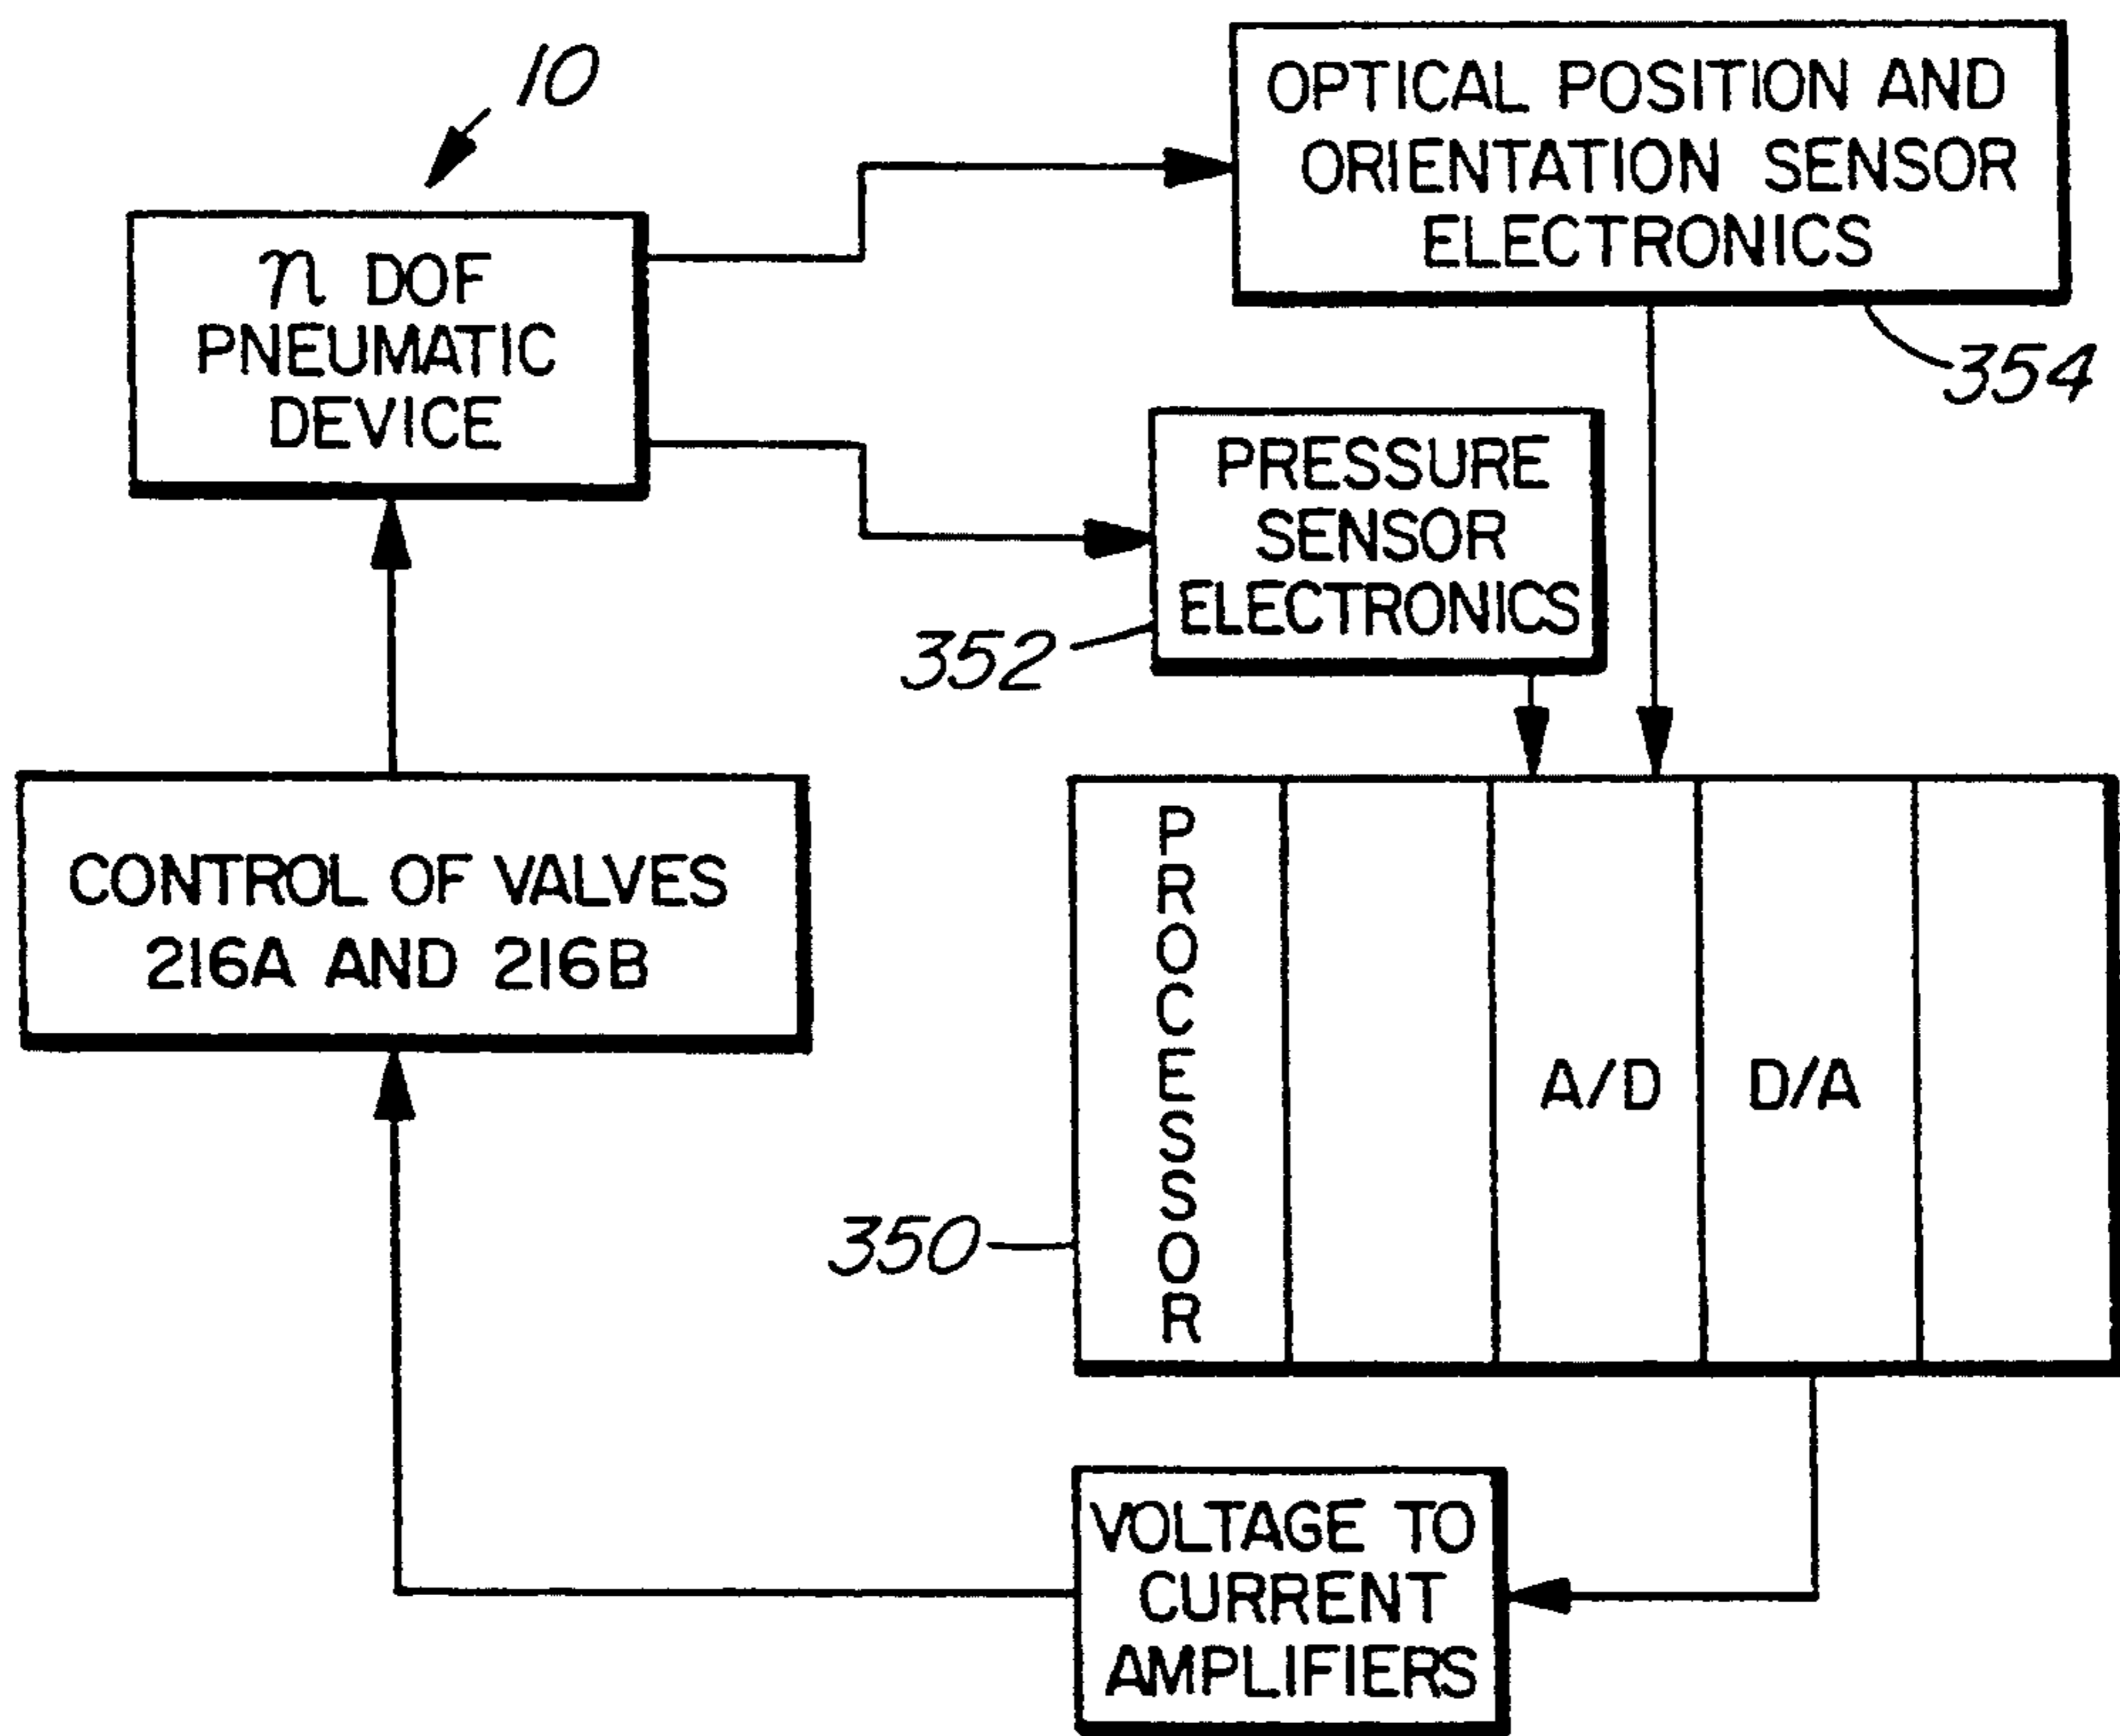 10
OPTICAL POSITION AND
ORIENTATION SENSOR
ELECTRONICS
354
n DOF
PNEUMATIC
DEVICE
PRESSURE
SENSOR
ELECTRONICS
352
CONTROL OF VALVES
216A AND 216B
PROCESSOR
A/D
D/A
350
VOLTAGE TO
CURRENT
AMPLIFIERS